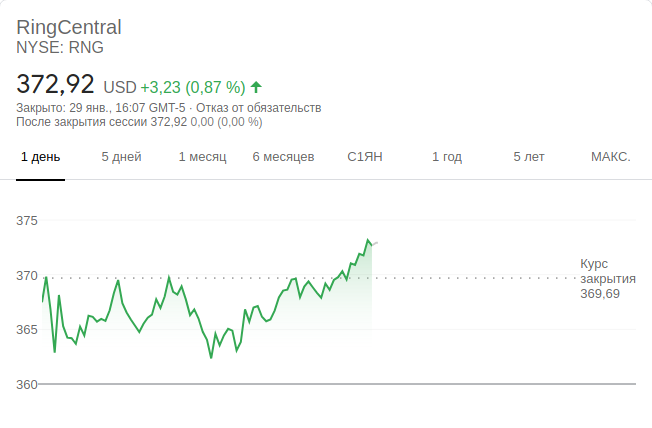 RingCentral
NYSE: RNG
372,92 USD +3,23 (0,87 %)
Закрыто: 29 янв., 16:07 GMT-5 · Отказ от обязательств
После закрытия сессии 372,92 0,00 (0,00 %)
1 день 5 дней 1 месяц 6 месяцев С1ЯН 1 год 5 лет МАКС.
375
370
365
360
Курс
закрытия
369,69